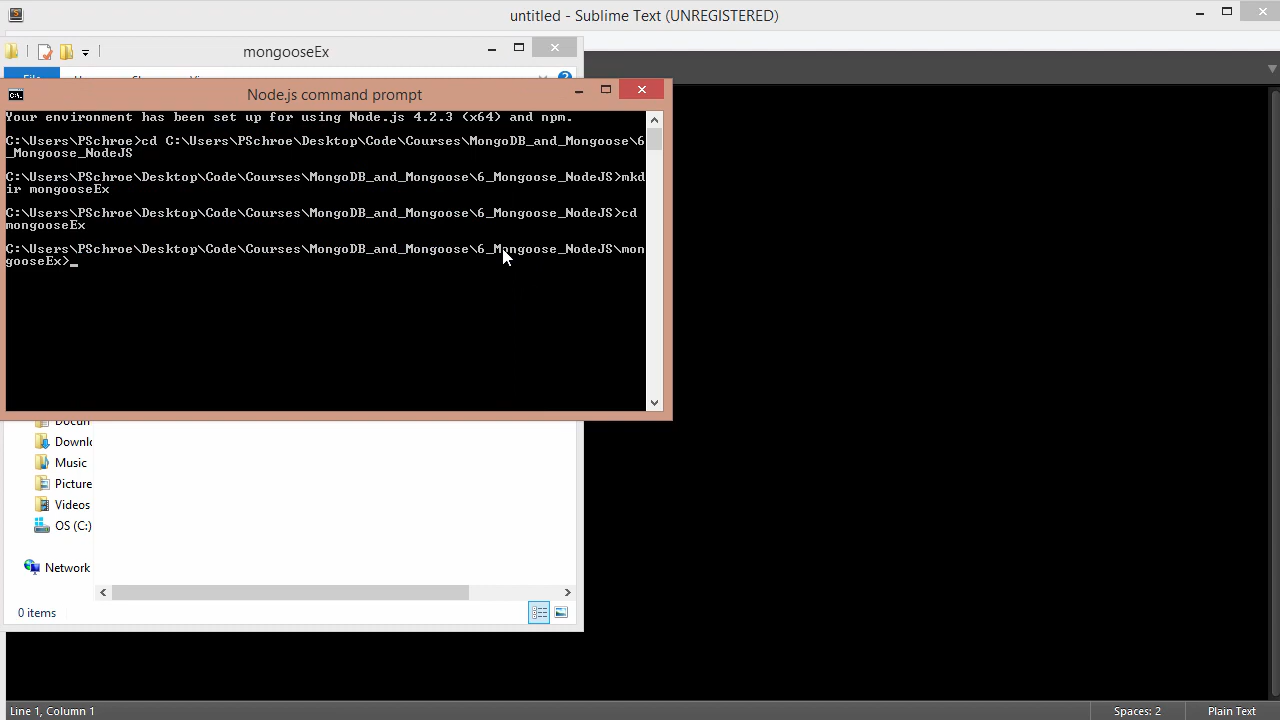 untitled - Sublime Text (UNREGISTERED)
mongooseEx
Node.js command prompt
Your environment has been set up for using Node.js 4.2.3 (x64) and npm.
C:\Users\PSchroe>cd C:\Users\PSchroe\Desktop\Code\Courses\MongoDB_and_Mongoose\6
_Mongoose_NodeJS
C:\Users\PSchroe\Desktop\Code\Courses\MongoDB_and_Mongoose\6_Mongoose_NodeJS>mkd
ir mongooseEx
C:\Users\PSchroe\Desktop\Code\Courses\MongoDB_and_Mongoose\6_Mongoose_NodeJS>cd
mongooseEx
C:\Users\PSchroe\Desktop\Code\Courses\MongoDB_and_Mongoose\6_Mongoose_NodeJS\mon
gooseEx>_
Docun
Downlo
Music
Picture
Videos
OS (C:)
Network
0 items
Line 1, Column 1
Spaces: 2
Plain Text